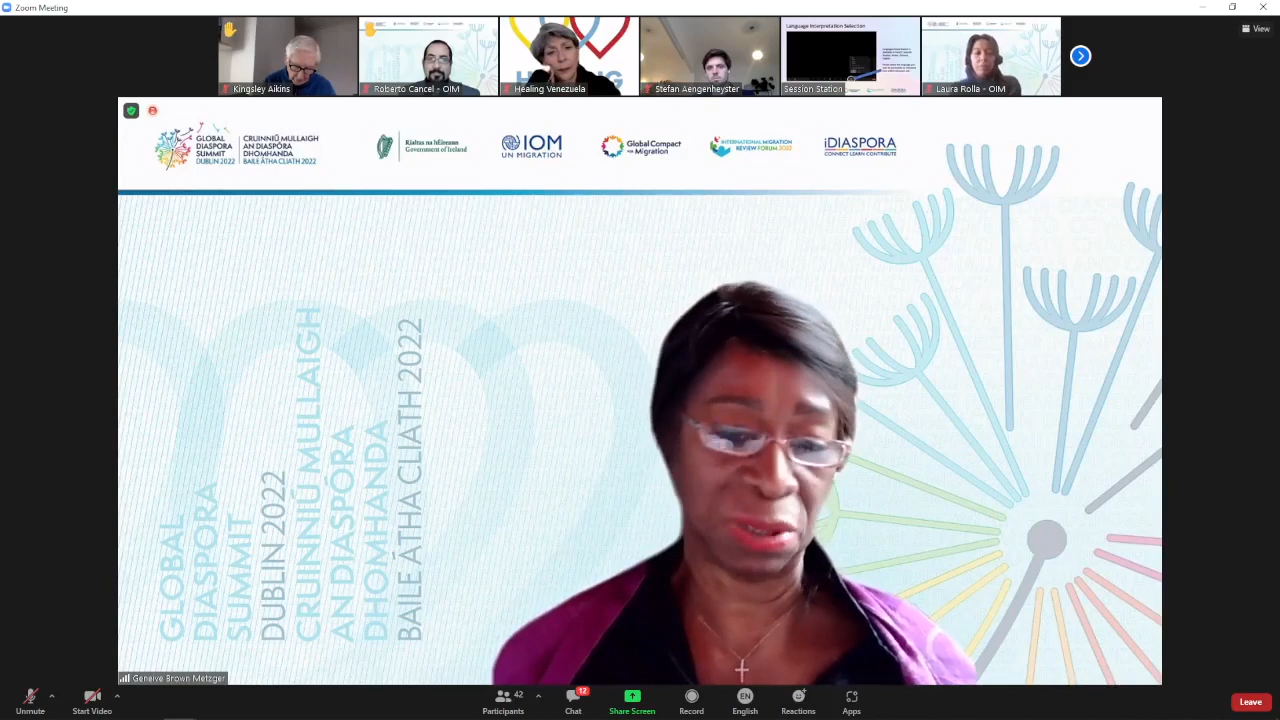 Zoom Meeting
View
Kingsley Aikins
Roberto Cancel - OIM
Healing Venezuela
Stefan Aengenheyster
Language Interpretation Selection
Session Station
Laura Rolla - OIM
GLOBAL
DIASPORA
SUMMIT
DUBLIN 2022
CRUINNIÚ MULLAIGH
AN DIASPÓRA
DHOMHANDA
BAILE ÁTHA CLIATH 2022
Rialtas na hÉireann
Government of Ireland
IOM
UN MIGRATION
Global Compact
for Migration
INTERNATIONAL MIGRATION
REVIEW FORUM 2022
iDIASPORA
CONNECT LEARN CONTRIBUTE
GLOBAL
DIASPORA
SUMMIT
DUBLIN 2022
CRUINNIÚ MULLAIGH
AN DIASPÓRA
DHOMHANDA
BAILE ÁTHA CLIATH 2022
Geneive Brown Metzger
Unmute
Start Video
42
Participants
12
Chat
Share Screen
Record
EN
English
Reactions
Apps
Leave